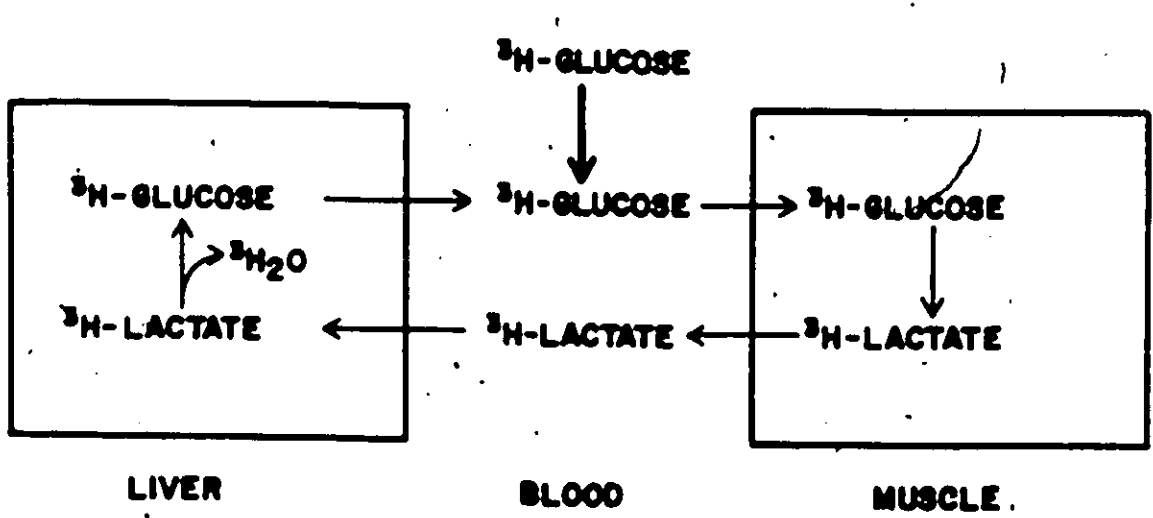 ³H-GLUCOSE
³H-GLUCOSE
³H-GLUCOSE
³H-GLUCOSE
³H₂O
³H-LACTATE
³H-LACTATE
³H-LACTATE
LIVER
BLOOD
MUSCLE.